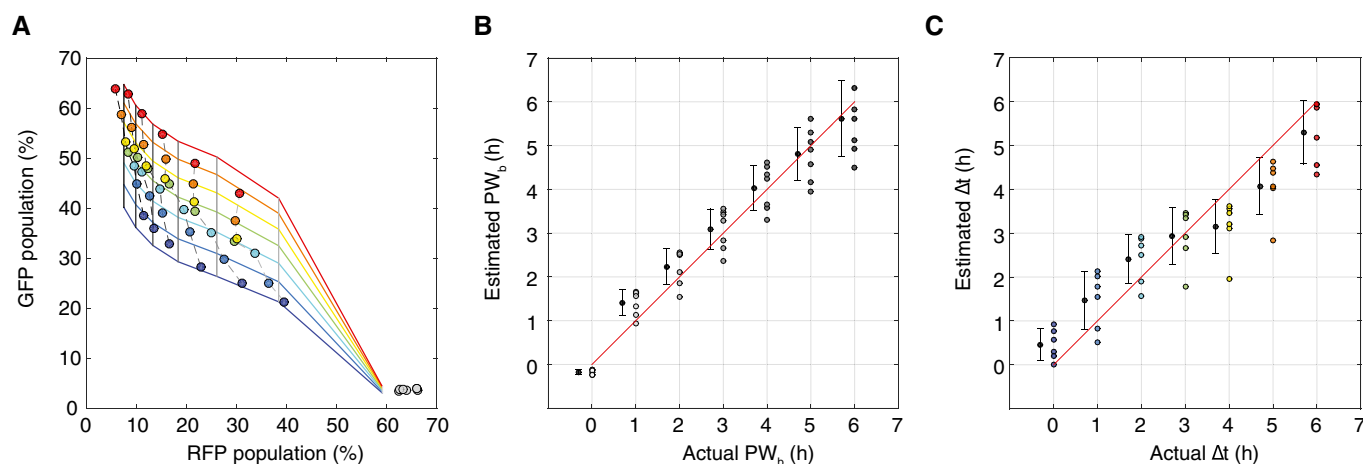 A
GFP population (%)
70
60
50
40
30
20
10
0
0 10 20 30 40 50 60 70
RFP population (%)
B
Estimated PW_b (h)
7
6
5
4
3
2
1
0
0 1 2 3 4 5 6 7
Actual PW_b (h)
C
Estimated Δt (h)
7
6
5
4
3
2
1
0
0 1 2 3 4 5 6 7
Actual Δt (h)